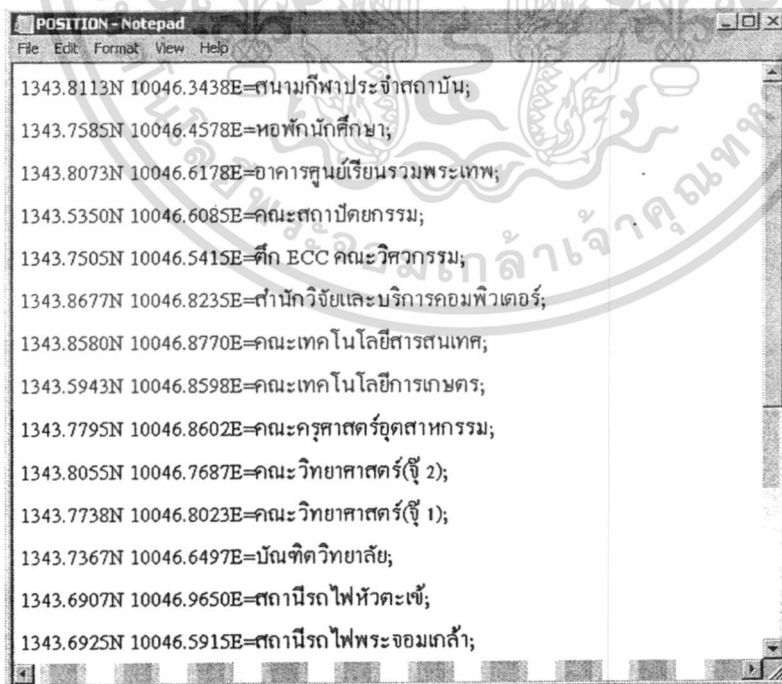 POSITION - Notepad
File Edit Format View Help
1343.8113N 10046.3438E=สนามกีฬาประจำสถาบัน;
1343.7585N 10046.4578E=หอพักนักศึกษา;
1343.8073N 10046.6178E=อาคารศูนย์เรียนรวมพระเทพ;
1343.5350N 10046.6085E=คณะสถาปัตยกรรม;
1343.7505N 10046.5415E=ตึก ECC คณะวิศวกรรม;
1343.8677N 10046.8235E=สำนักวิจัยและบริการคอมพิวเตอร์;
1343.8580N 10046.8770E=คณะเทคโนโลยีสารสนเทศ;
1343.5943N 10046.8598E=คณะเทคโนโลยีการเกษตร;
1343.7795N 10046.8602E=คณะครุศาสตร์อุตสาหกรรม;
1343.8055N 10046.7687E=คณะวิทยาศาสตร์(จุ๊ 2);
1343.7738N 10046.8023E=คณะวิทยาศาสตร์(จุ๊ 1);
1343.7367N 10046.6497E=บัณฑิตวิทยาลัย;
1343.6907N 10046.9650E=สถานีรถไฟหัวตะเข้;
1343.6925N 10046.5915E=สถานีรถไฟพระจอมเกล้า;